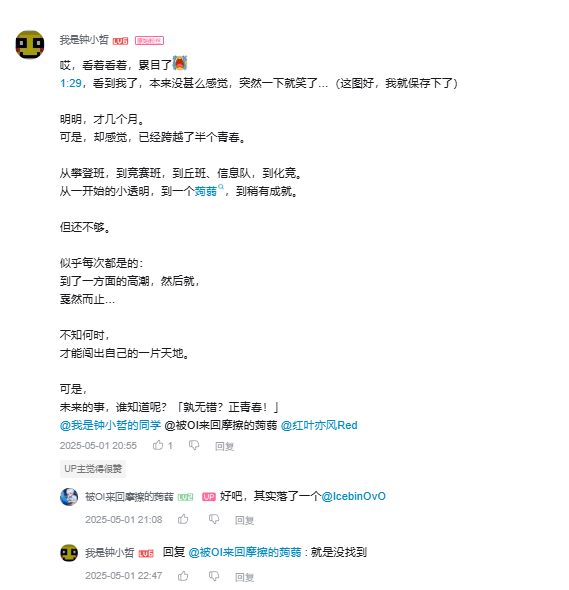 我是钟小哲 LV6 原始粉丝
哎，看着看着，累目了
1:29，看到我了，本来没甚么感觉，突然一下就笑了…（这图好，我就保存下了）
明明，才几个月。
可是，却感觉，已经跨越了半个青春。
从攀登班，到竞赛班，到丘班、信息队，到化竞。
从一开始的小透明，到一个蒟蒻，到稍有成就。
但还不够。
似乎每次都是的：
到了一方面的高潮，然后就，
戛然而止…
不知何时，
才能闯出自己的一片天地。
可是，
未来的事，谁知道呢？「孰无错？正青春！」
@我是钟小哲的同学 @被OI来回摩擦的蒟蒻 @红叶亦风Red
2025-05-01 20:55 1 回复
UP主觉得很赞
被OI来回摩擦的蒟蒻 UP 好吧，其实落了一个@IcebinOvO
2025-05-01 21:08 回复
我是钟小哲 LV6 回复 @被OI来回摩擦的蒟蒻 : 就是没找到
2025-05-01 22:47 回复